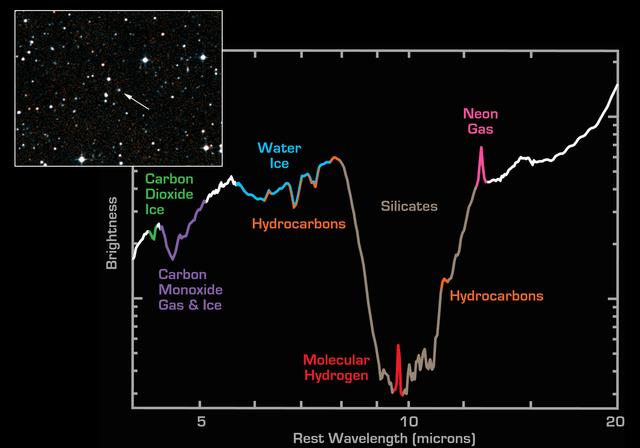 Carbon
Dioxide
Ice
Water
Ice
Neon
Gas
Silicates
Hydrocarbons
Carbon
Monoxide
Gas & Ice
Hydrocarbons
Molecular
Hydrogen
Brightness
5
10
20
Rest Wavelength (microns)